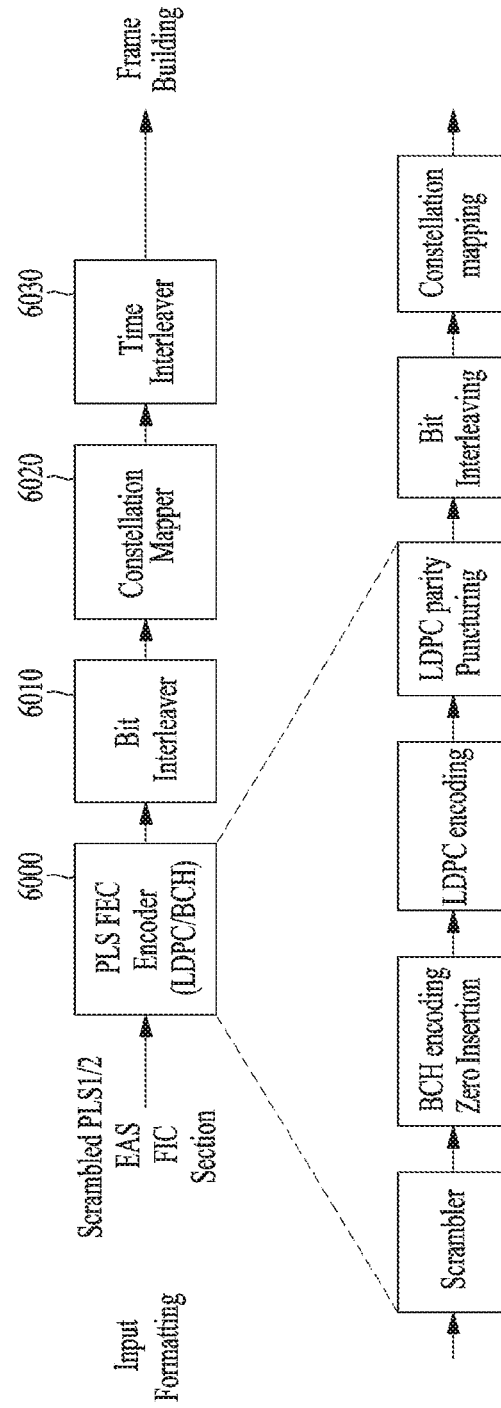 Input
Formatting
Scrambled PLS1/2
EAS
FIC
Section
6000
PLS FEC
Encoder
(LDPC/BCH)
6010
Bit
Interleaver
6020
Constellation
Mapper
6030
Time
Interleaver
Frame
Building
Scrambler
BCH encoding
Zero Insertion
LDPC encoding
LDPC parity
Puncturing
Bit
Interleaving
Constellation
mapping